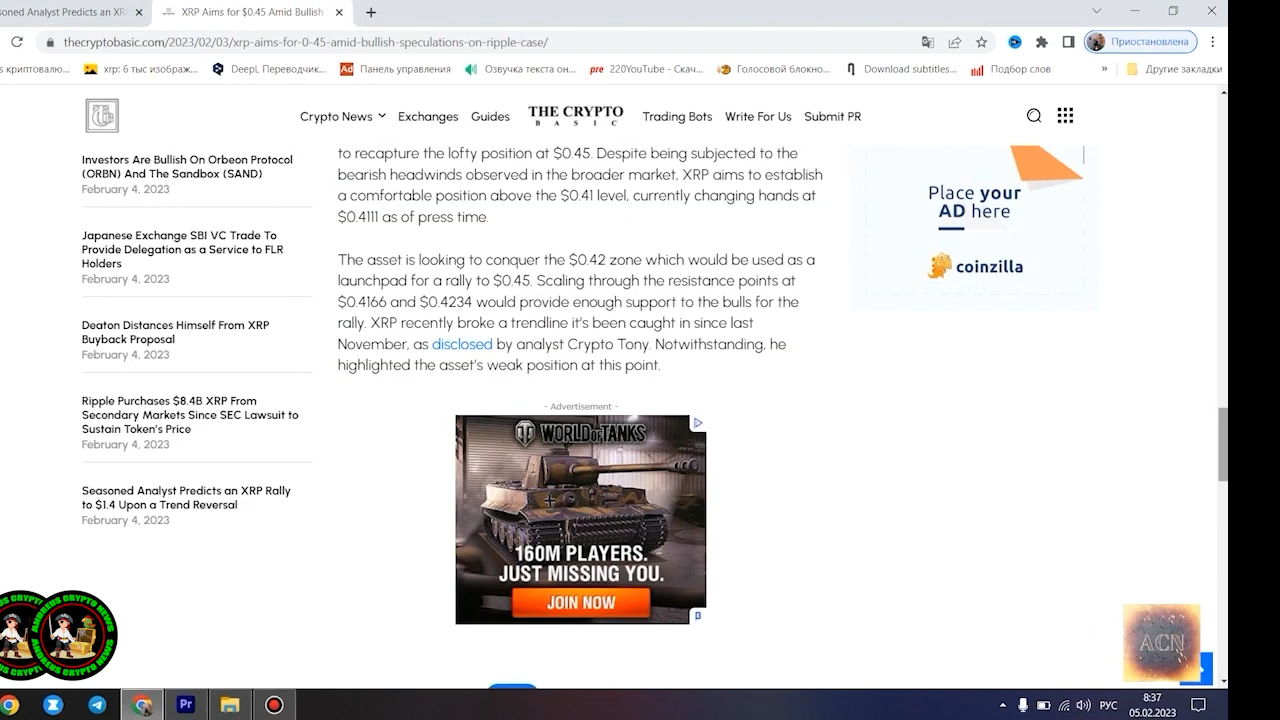 soned Analyst Predicts an XR
XRP Aims for $0.45 Amid Bullish
thecryptobasic.com/2023/02/03/xrp-aims-for-0-45-amid-bullish-speculations-on-ripple-case/
Приостановлена
s криптовалю...
xrp: 6 тыс изображ...
DeepL Переводчик...
Ad
Панель управления
Озвучка текста он...
pre
220YouTube - Скач...
Голосовой блокно...
Download subtitles...
Подбор слов
»
Другие закладки
Crypto News
Exchanges
Guides
THE CRYPTO
BASIC
Trading Bots
Write For Us
Submit PR
Investors Are Bullish On Orbeon Protocol
(ORBN) And The Sandbox (SAND)
February 4, 2023
Japanese Exchange SBI VC Trade To
Provide Delegation as a Service to FLR
Holders
February 4, 2023
Deaton Distances Himself From XRP
Buyback Proposal
February 4, 2023
Ripple Purchases $8.4B XRP From
Secondary Markets Since SEC Lawsuit to
Sustain Token's Price
February 4, 2023
Seasoned Analyst Predicts an XRP Rally
to $1.4 Upon a Trend Reversal
February 4, 2023
to recapture the lofty position at $0.45. Despite being subjected to the
bearish headwinds observed in the broader market, XRP aims to establish
a comfortable position above the $0.41 level, currently changing hands at
$0.4111 as of press time.
The asset is looking to conquer the $0.42 zone which would be used as a
launchpad for a rally to $0.45. Scaling through the resistance points at
$0.4166 and $0.4234 would provide enough support to the bulls for the
rally. XRP recently broke a trendline it's been caught in since last
November, as disclosed by analyst Crypto Tony. Notwithstanding, he
highlighted the asset's weak position at this point.
- Advertisement -
WORLD OF TANKS
160M PLAYERS.
JUST MISSING YOU.
JOIN NOW
Place your
AD here
coinzilla
ANDREUS CRYPTO NEWS
ACN
Pr
РУС
8:37
05.02.2023